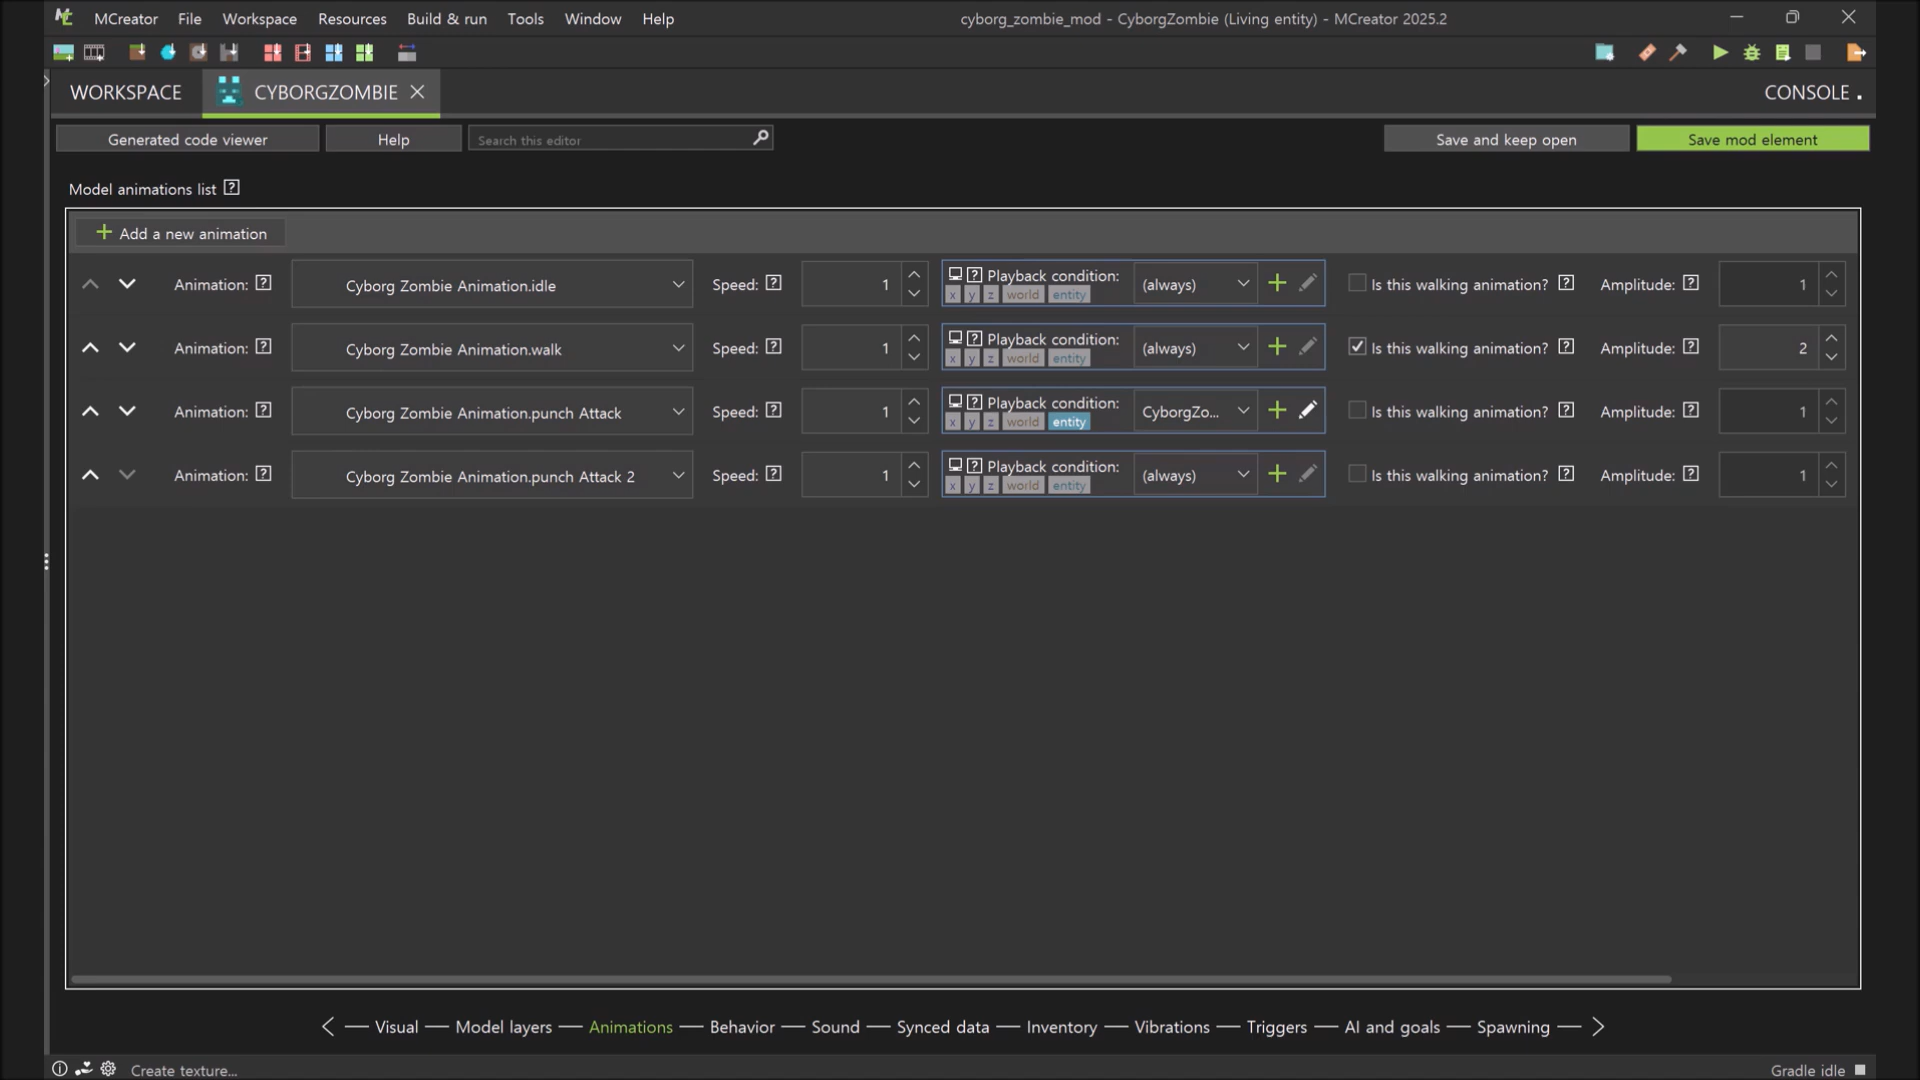 MCreator File Workspace Resources Build & run Tools Window Help cyborg_zombie_mod - CyborgZombie (Living entity) - MCreator 2025.2
WORKSPACE CYBORGZOMBIE CONSOLE
Generated code viewer Help Search this editor Save and keep open Save mod element
Model animations list ?
+ Add a new animation
Animation: ? Cyborg Zombie Animation.idle Speed: ? 1 ? Playback condition: (always) Is this walking animation? ? Amplitude: ? 1
x y z world entity
Animation: ? Cyborg Zombie Animation.walk Speed: ? 1 ? Playback condition: (always) Is this walking animation? ? Amplitude: ? 2
x y z world entity
Animation: ? Cyborg Zombie Animation.punch Attack Speed: ? 1 ? Playback condition: CyborgZo... Is this walking animation? ? Amplitude: ? 1
x y z world entity
Animation: ? Cyborg Zombie Animation.punch Attack 2 Speed: ? 1 ? Playback condition: (always) Is this walking animation? ? Amplitude: ? 1
x y z world entity
Visual — Model layers — Animations — Behavior — Sound — Synced data — Inventory — Vibrations — Triggers — AI and goals — Spawning
Create texture... Gradle idle